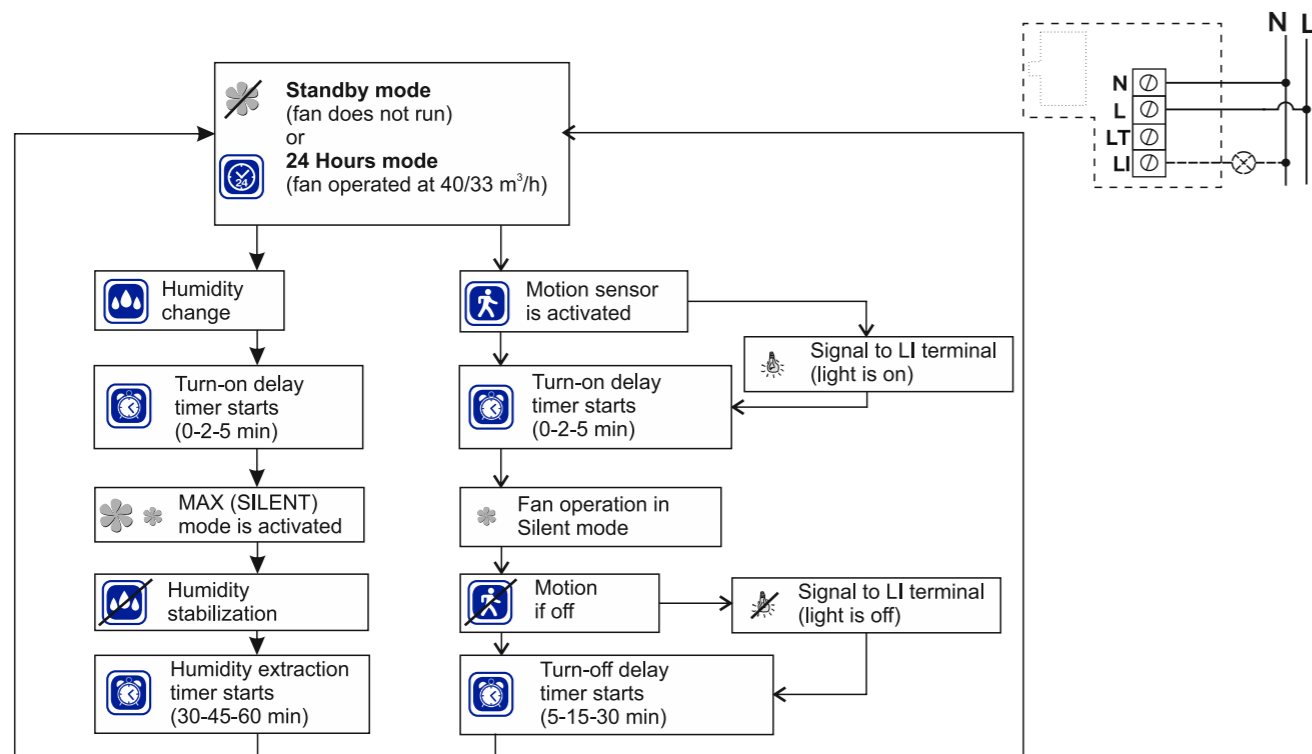 N L
Standby mode
(fan does not run)
or
24 Hours mode
(fan operated at 40/33 m³/h)
24
N
L
LT
LI
Humidity
change
Motion sensor
is activated
Signal to LI terminal
(light is on)
Turn-on delay
timer starts
(0-2-5 min)
Turn-on delay
timer starts
(0-2-5 min)
MAX (SILENT)
mode is activated
Fan operation in
Silent mode
Humidity
stabilization
Motion
if off
Signal to LI terminal
(light is off)
Humidity extraction
timer starts
(30-45-60 min)
Turn-off delay
timer starts
(5-15-30 min)